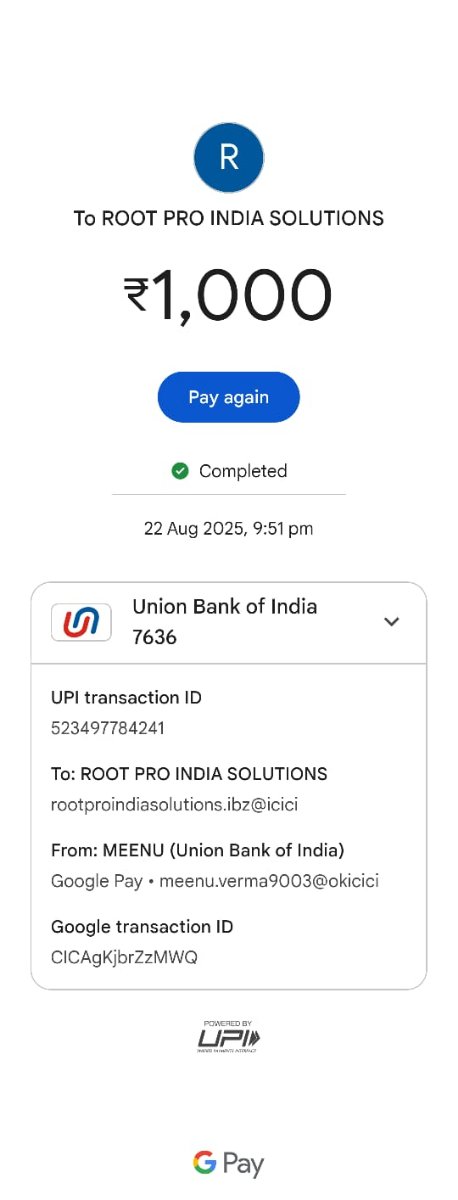 R
To ROOT PRO INDIA SOLUTIONS
₹1,000
Pay again
Completed
22 Aug 2025, 9:51 pm
Union Bank of India
7636
UPI transaction ID
523497784241
To: ROOT PRO INDIA SOLUTIONS
rootproindiasolutions.ibz@icici
From: MEENU (Union Bank of India)
Google Pay • meenu.verma9003@okicici
Google transaction ID
CICAgKjbrZzMWQ
POWERED BY
UPI
G Pay